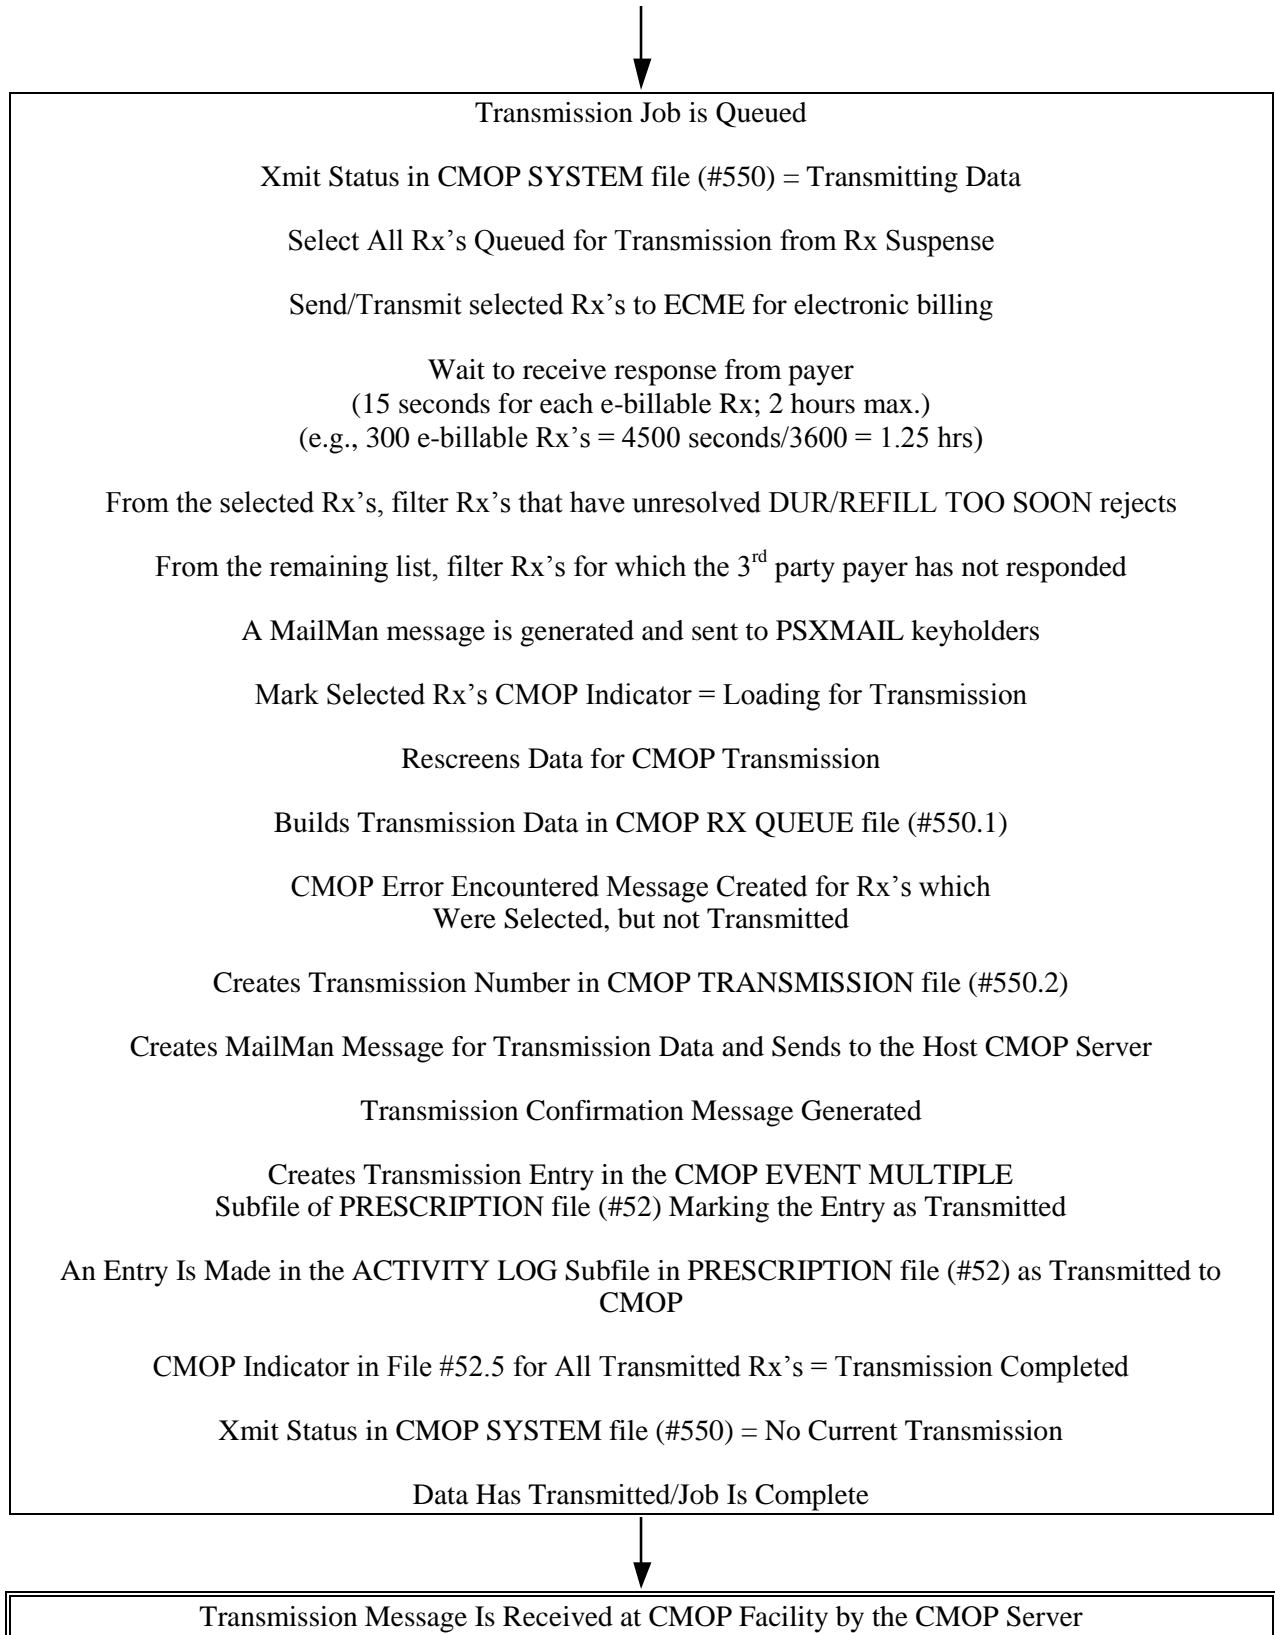 Transmission Job is Queued
Xmit Status in CMOP SYSTEM file (#550) = Transmitting Data
Select All Rx’s Queued for Transmission from Rx Suspense
Send/Transmit selected Rx’s to ECME for electronic billing
Wait to receive response from payer
(15 seconds for each e-billable Rx; 2 hours max.)
(e.g., 300 e-billable Rx’s = 4500 seconds/3600 = 1.25 hrs)
From the selected Rx’s, filter Rx’s that have unresolved DUR/REFILL TOO SOON rejects
From the remaining list, filter Rx’s for which the 3rd party payer has not responded
A MailMan message is generated and sent to PSXMAIL keyholders
Mark Selected Rx’s CMOP Indicator = Loading for Transmission
Rescreens Data for CMOP Transmission
Builds Transmission Data in CMOP RX QUEUE file (#550.1)
CMOP Error Encountered Message Created for Rx’s which
Were Selected, but not Transmitted
Creates Transmission Number in CMOP TRANSMISSION file (#550.2)
Creates MailMan Message for Transmission Data and Sends to the Host CMOP Server
Transmission Confirmation Message Generated
Creates Transmission Entry in the CMOP EVENT MULTIPLE
Subfile of PRESCRIPTION file (#52) Marking the Entry as Transmitted
An Entry Is Made in the ACTIVITY LOG Subfile in PRESCRIPTION file (#52) as Transmitted to
CMOP
CMOP Indicator in File #52.5 for All Transmitted Rx’s = Transmission Completed
Xmit Status in CMOP SYSTEM file (#550) = No Current Transmission
Data Has Transmitted/Job Is Complete
Transmission Message Is Received at CMOP Facility by the CMOP Server